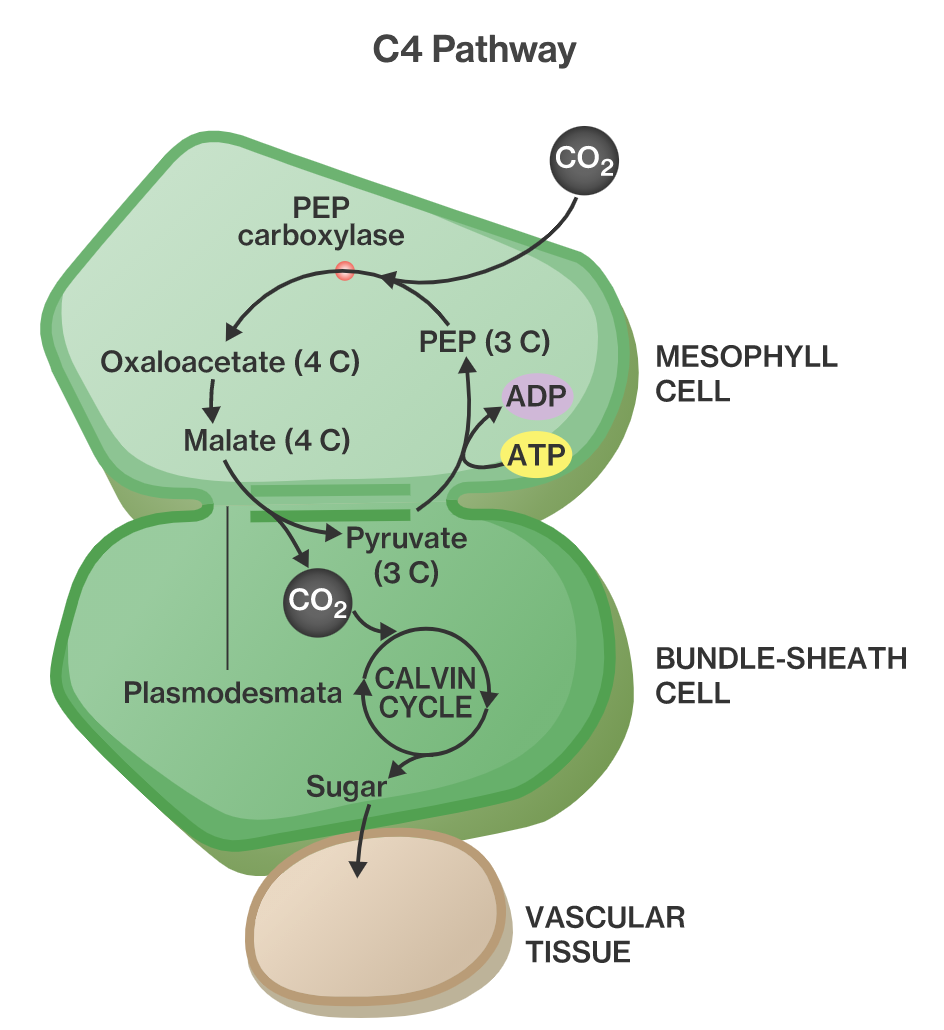 C4 Pathway
CO₂
PEP
carboxylase
PEP (3 C)
Oxaloacetate (4 C)
MESOPHYLL
CELL
ADP
Malate (4 C)
ATP
Pyruvate
(3 C)
CO₂
BUNDLE-SHEATH
CELL
Plasmodesmata
CALVIN
CYCLE
Sugar
VASCULAR
TISSUE